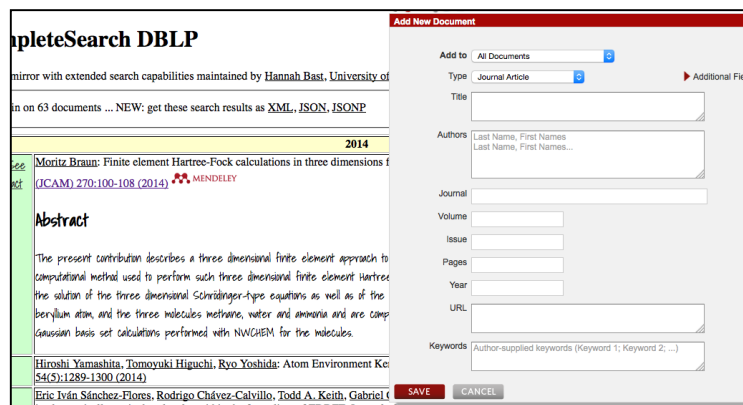 mpleteSearch DBLP
mirror with extended search capabilities maintained by Hannah Bast, University of
in on 63 documents ... NEW: get these search results as XML, JSON, JSONP
2014
Moritz Braun: Finite element Hartree-Fock calculations in three dimensions f
(JCAM) 270:100-108 (2014) MENDELEY
Abstract
The present contribution describes a three dimensional finite element approach to
computational method used to perform such three dimensional finite element Hartree
the solution of the three dimensional Schrödinger-type equations as well as of the
beryllium atom, and the three molecules methane, water and ammonia and are comp
Gaussian basis set calculations performed with NWCHEM for the molecules.
Hiroshi Yamashita, Tomoyuki Higuchi, Ryo Yoshida: Atom Environment Ke
54(5):1289-1300 (2014)
Eric Iván Sánchez-Flores, Rodrigo Chávez-Calvillo, Todd A. Keith, Gabriel
Add New Document
Add to All Documents
Type Journal Article Additional Fie
Title
Authors Last Name, First Names
Last Name, First Names...
Journal
Volume
Issue
Pages
Year
URL
Keywords Author-supplied keywords (Keyword 1; Keyword 2; ...)
SAVE CANCEL